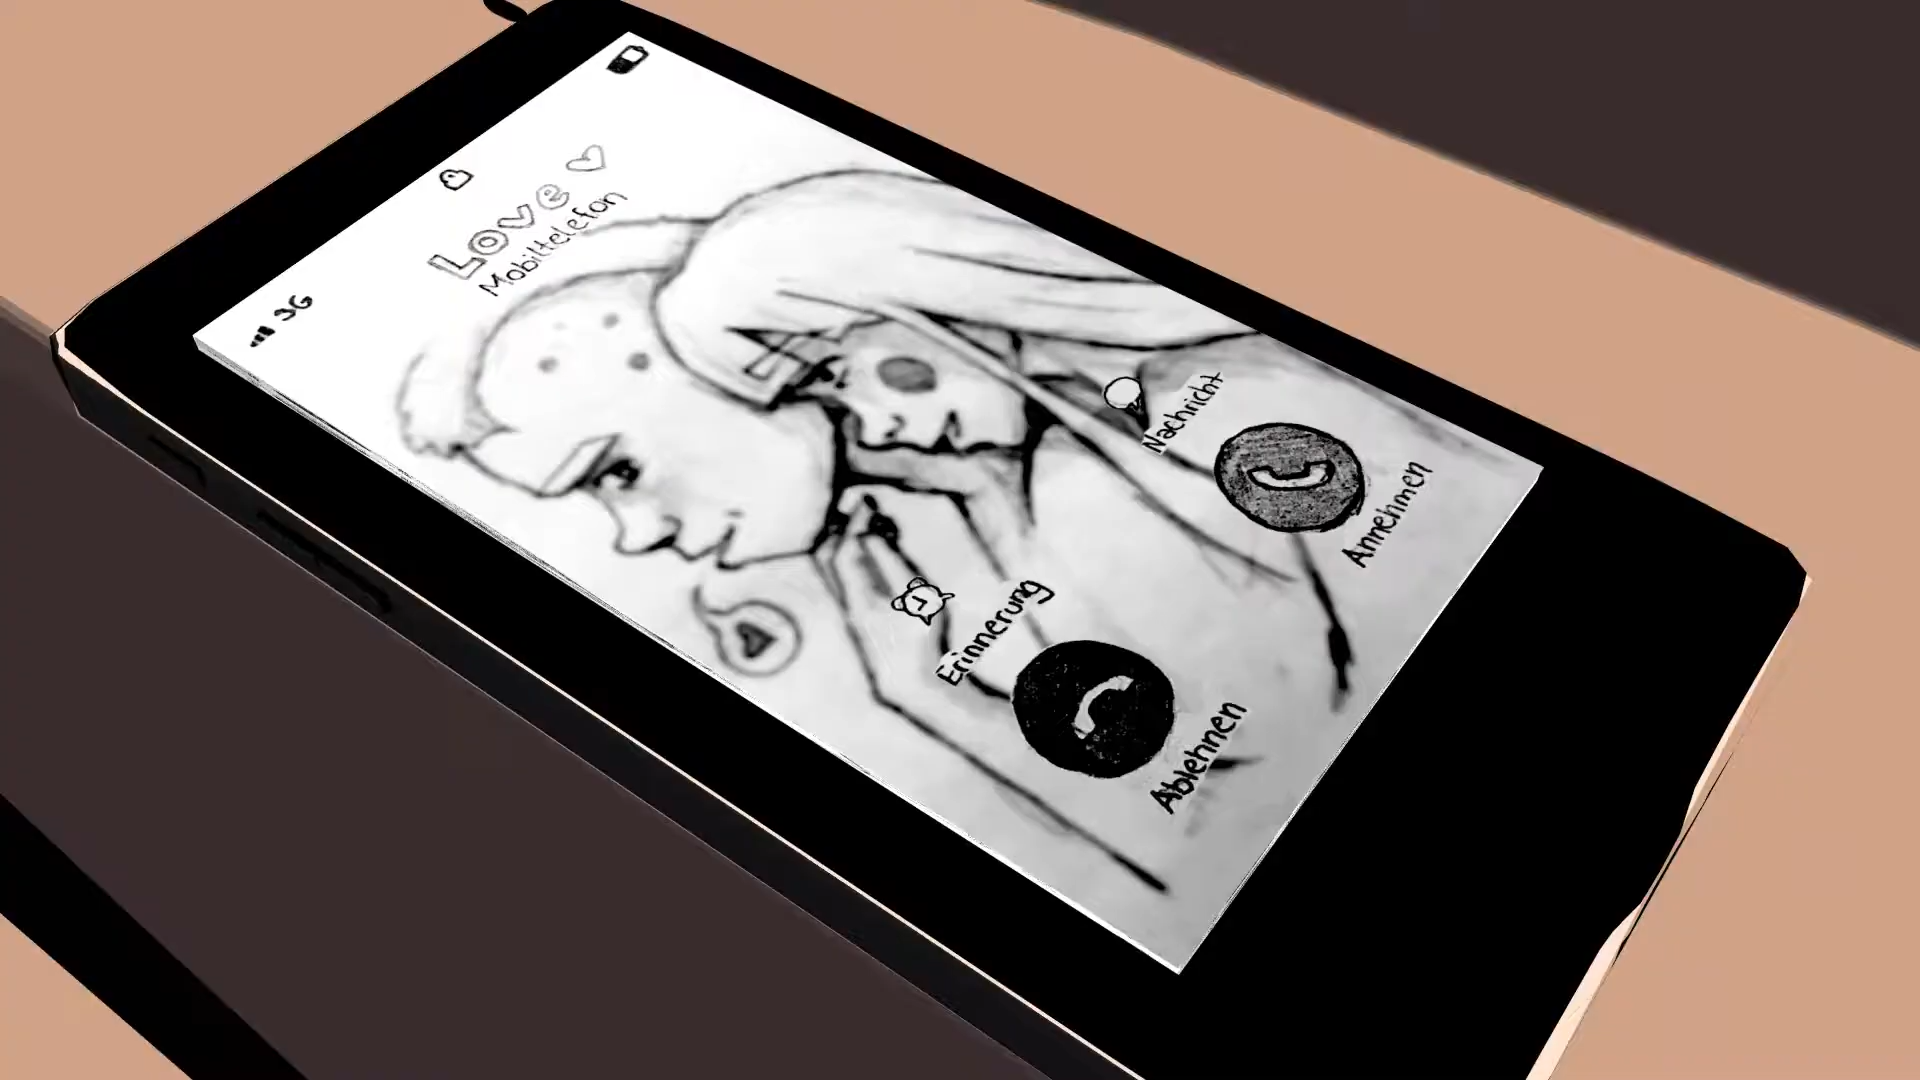 3G
Love ♡
Mobiltelefon
Erinnerung
Nachricht
Ablehnen
Annehmen